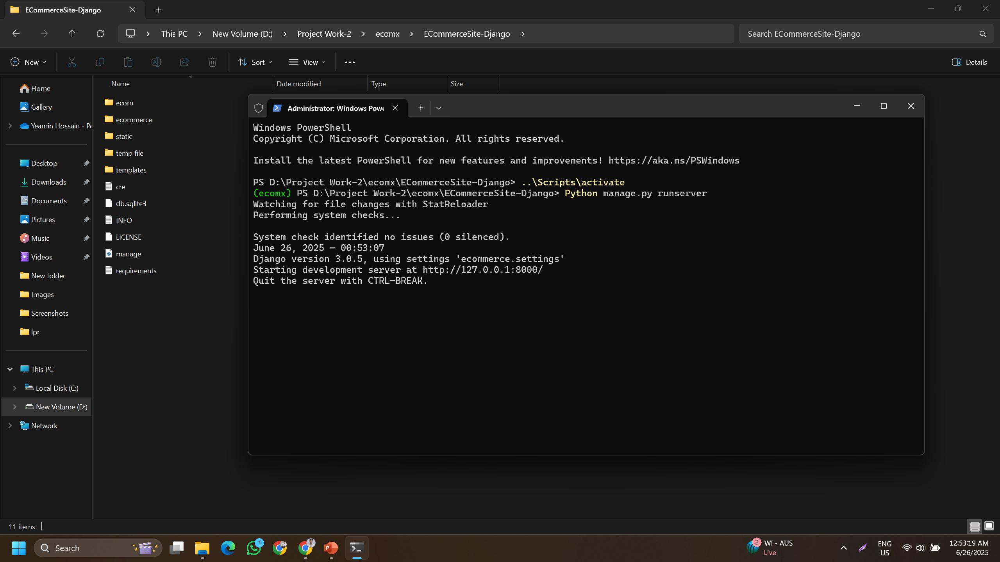 ECommerceSite-Django
This PC
New Volume (D:)
Project Work-2
ecomx
ECommerceSite-Django
Search ECommerceSite-Django
New
Sort
View
Details
Name
Date modified
Type
Size
Home
Gallery
Yeamin Hossain - Pe
Desktop
Downloads
Documents
Pictures
Music
Videos
New folder
Images
Screenshots
lpr
This PC
Local Disk (C:)
New Volume (D:)
Network
ecom
ecommerce
static
temp file
templates
cre
db.sqlite3
INFO
LICENSE
manage
requirements
Administrator: Windows Powe
Windows PowerShell
Copyright (C) Microsoft Corporation. All rights reserved.
Install the latest PowerShell for new features and improvements! https://aka.ms/PSWindows
PS D:\Project Work-2\ecomx\ECommerceSite-Django> ..\Scripts\activate
(ecomx) PS D:\Project Work-2\ecomx\ECommerceSite-Django> Python manage.py runserver
Watching for file changes with StatReloader
Performing system checks...
System check identified no issues (0 silenced).
June 26, 2025 - 00:53:07
Django version 3.0.5, using settings 'ecommerce.settings'
Starting development server at http://127.0.0.1:8000/
Quit the server with CTRL-BREAK.
11 items
Search
1
P
2
WI - AUS
Live
ENG
US
12:53:19 AM
6/26/2025